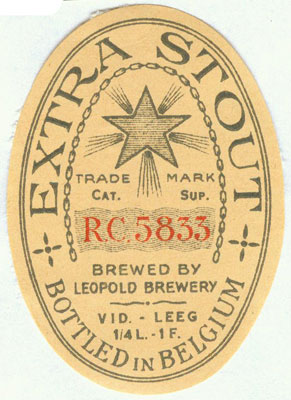 EXTRA STOUT
TRADE MARK
CAT. SUP.
R.C. 5833
BREWED BY
LEOPOLD BREWERY
VID. - LEEG
1/4 L. - 1 F.
BOTTLED IN BELGIUM